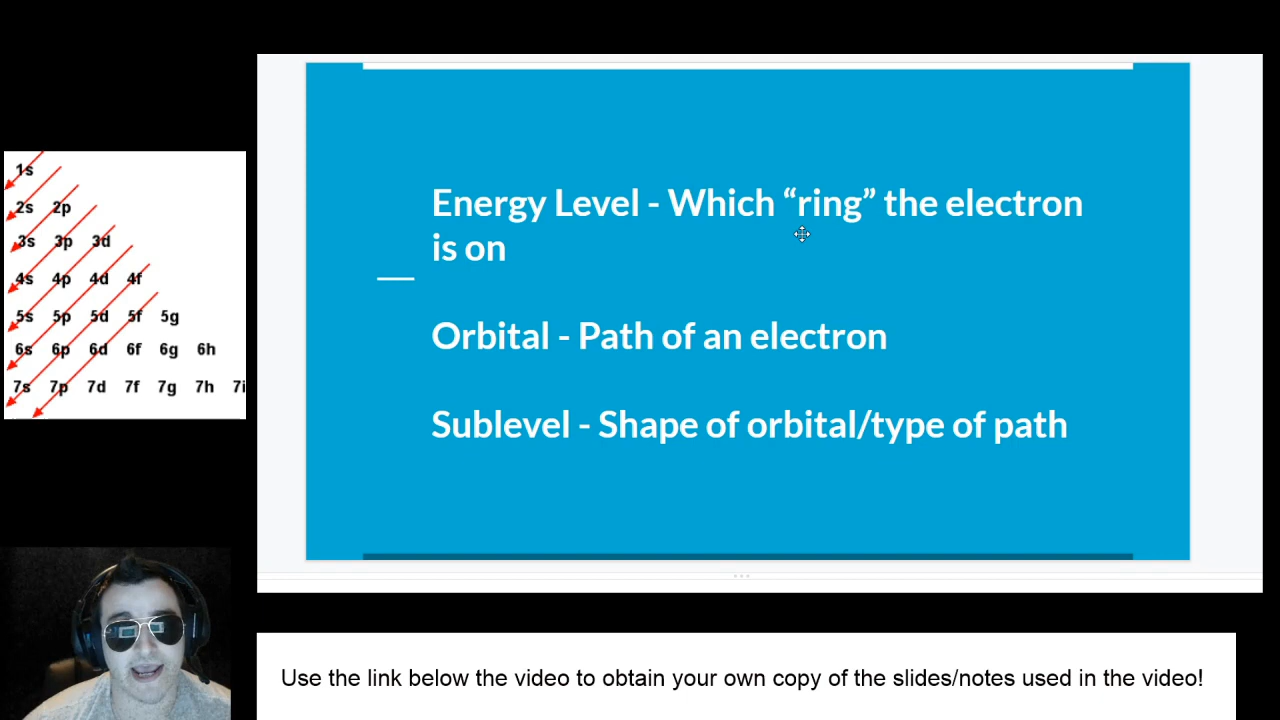 1s
2s 2p
3s 3p 3d
4s 4p 4d 4f
5s 5p 5d 5f 5g
6s 6p 6d 6f 6g 6h
7s 7p 7d 7f 7g 7h 7i
Energy Level - Which “ring” the electron
is on
Orbital - Path of an electron
Sublevel - Shape of orbital/type of path
Use the link below the video to obtain your own copy of the slides/notes used in the video!